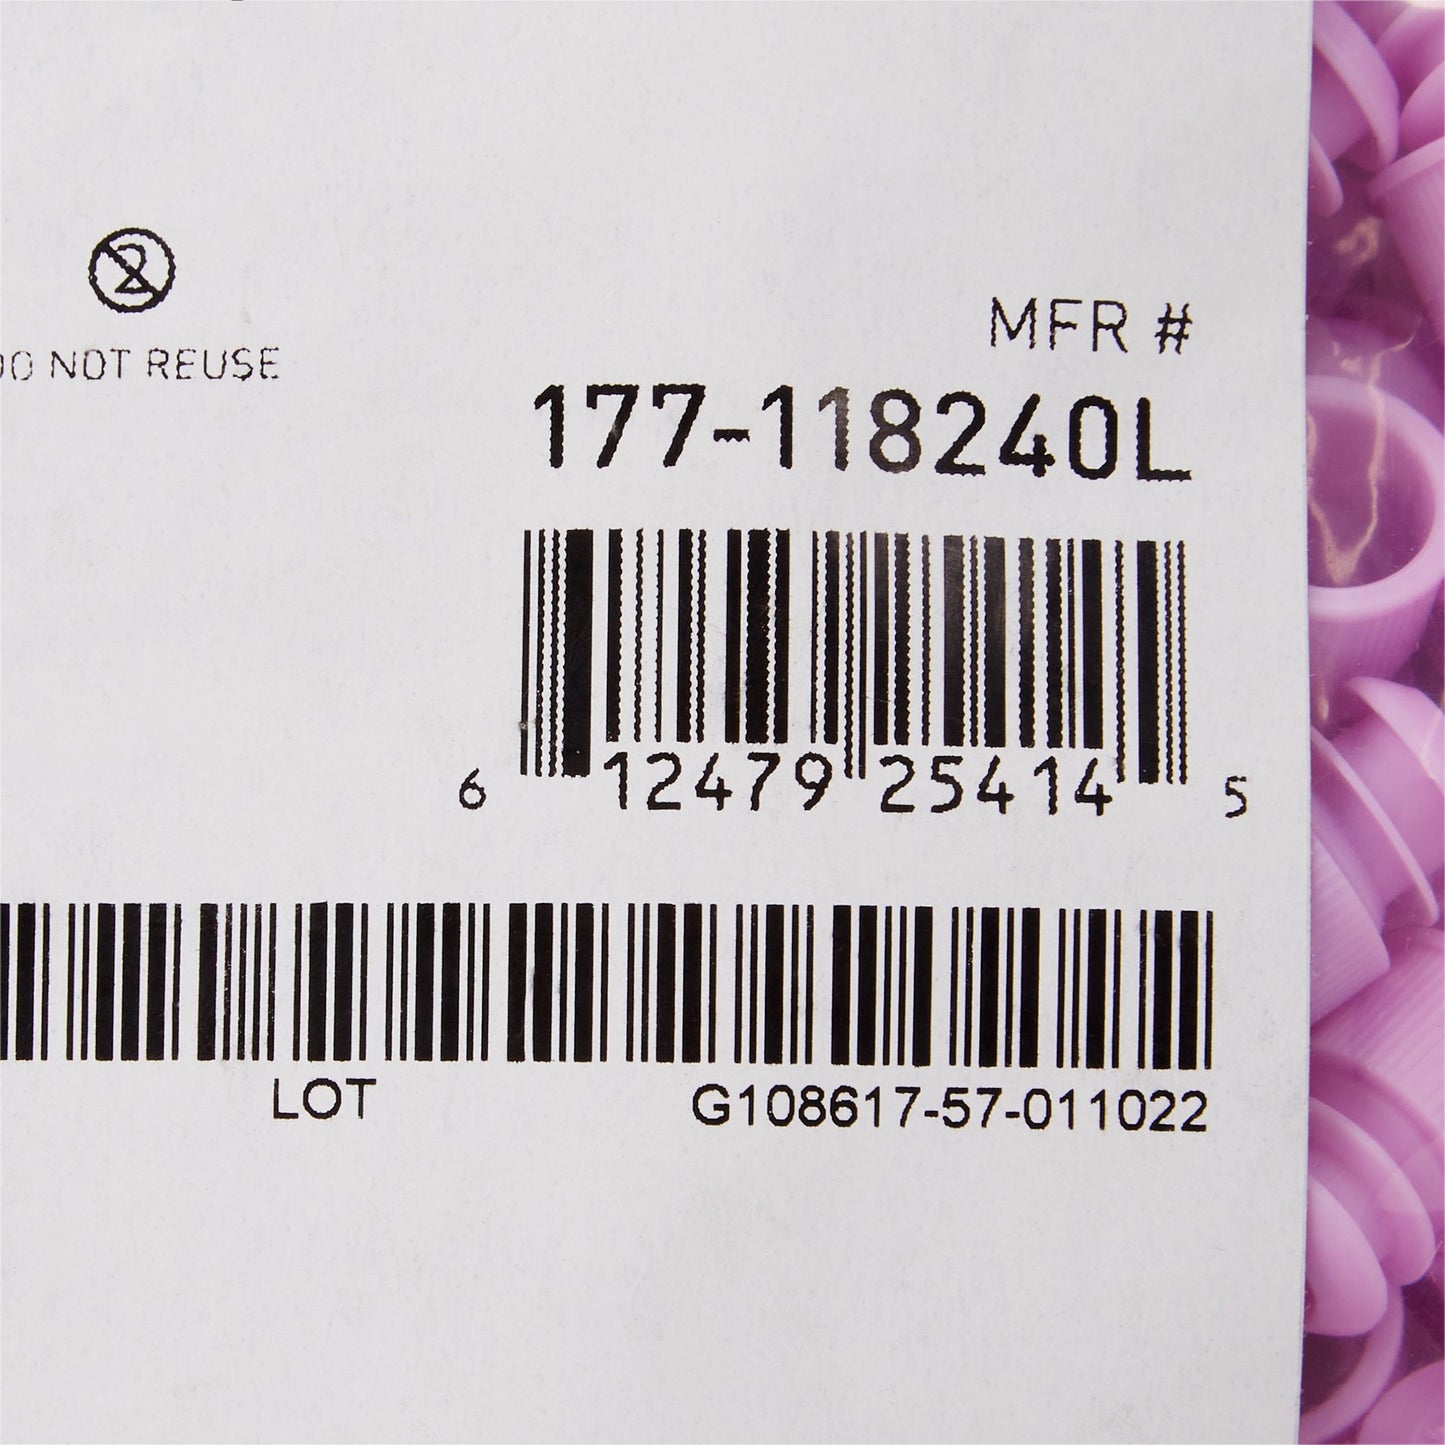 DO NOT REUSE
MFR #
177-118240L
6 12479 25414 5
LOT G108617-57-011022